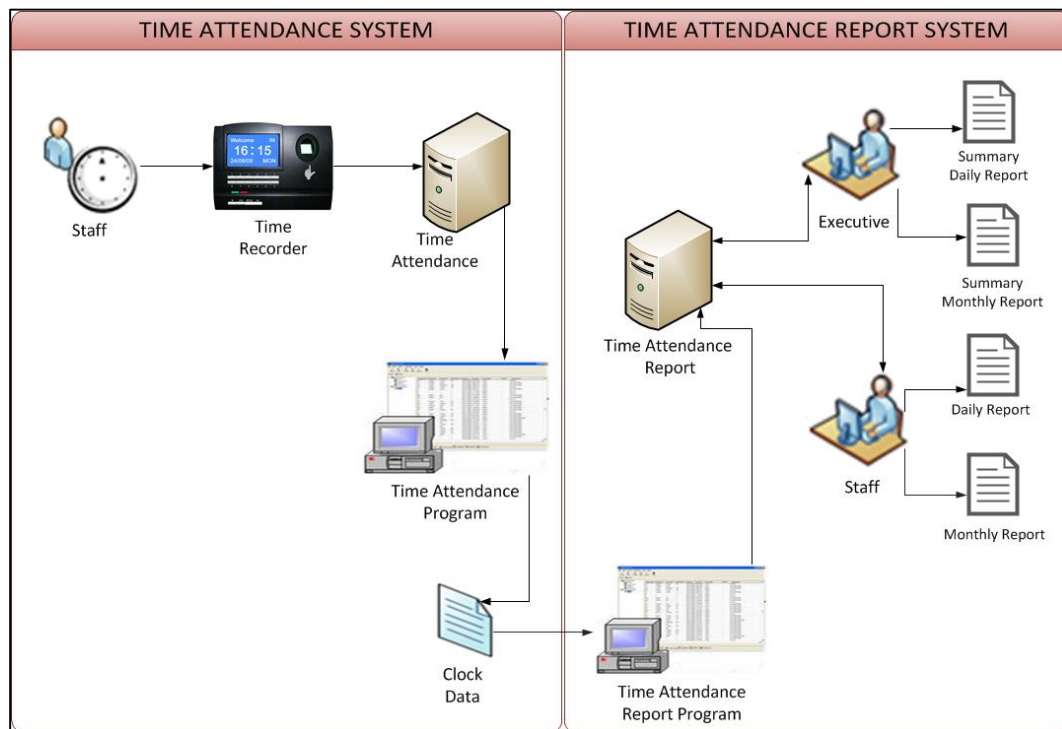 TIME ATTENDANCE SYSTEM
TIME ATTENDANCE REPORT SYSTEM
Staff
Welcome IN
16:15
24/08/09 MON
Time
Recorder
Time
Attendance
Time Attendance
Program
Clock
Data
Executive
Summary
Daily Report
Summary
Monthly Report
Time Attendance
Report
Staff
Daily Report
Monthly Report
Time Attendance
Report Program